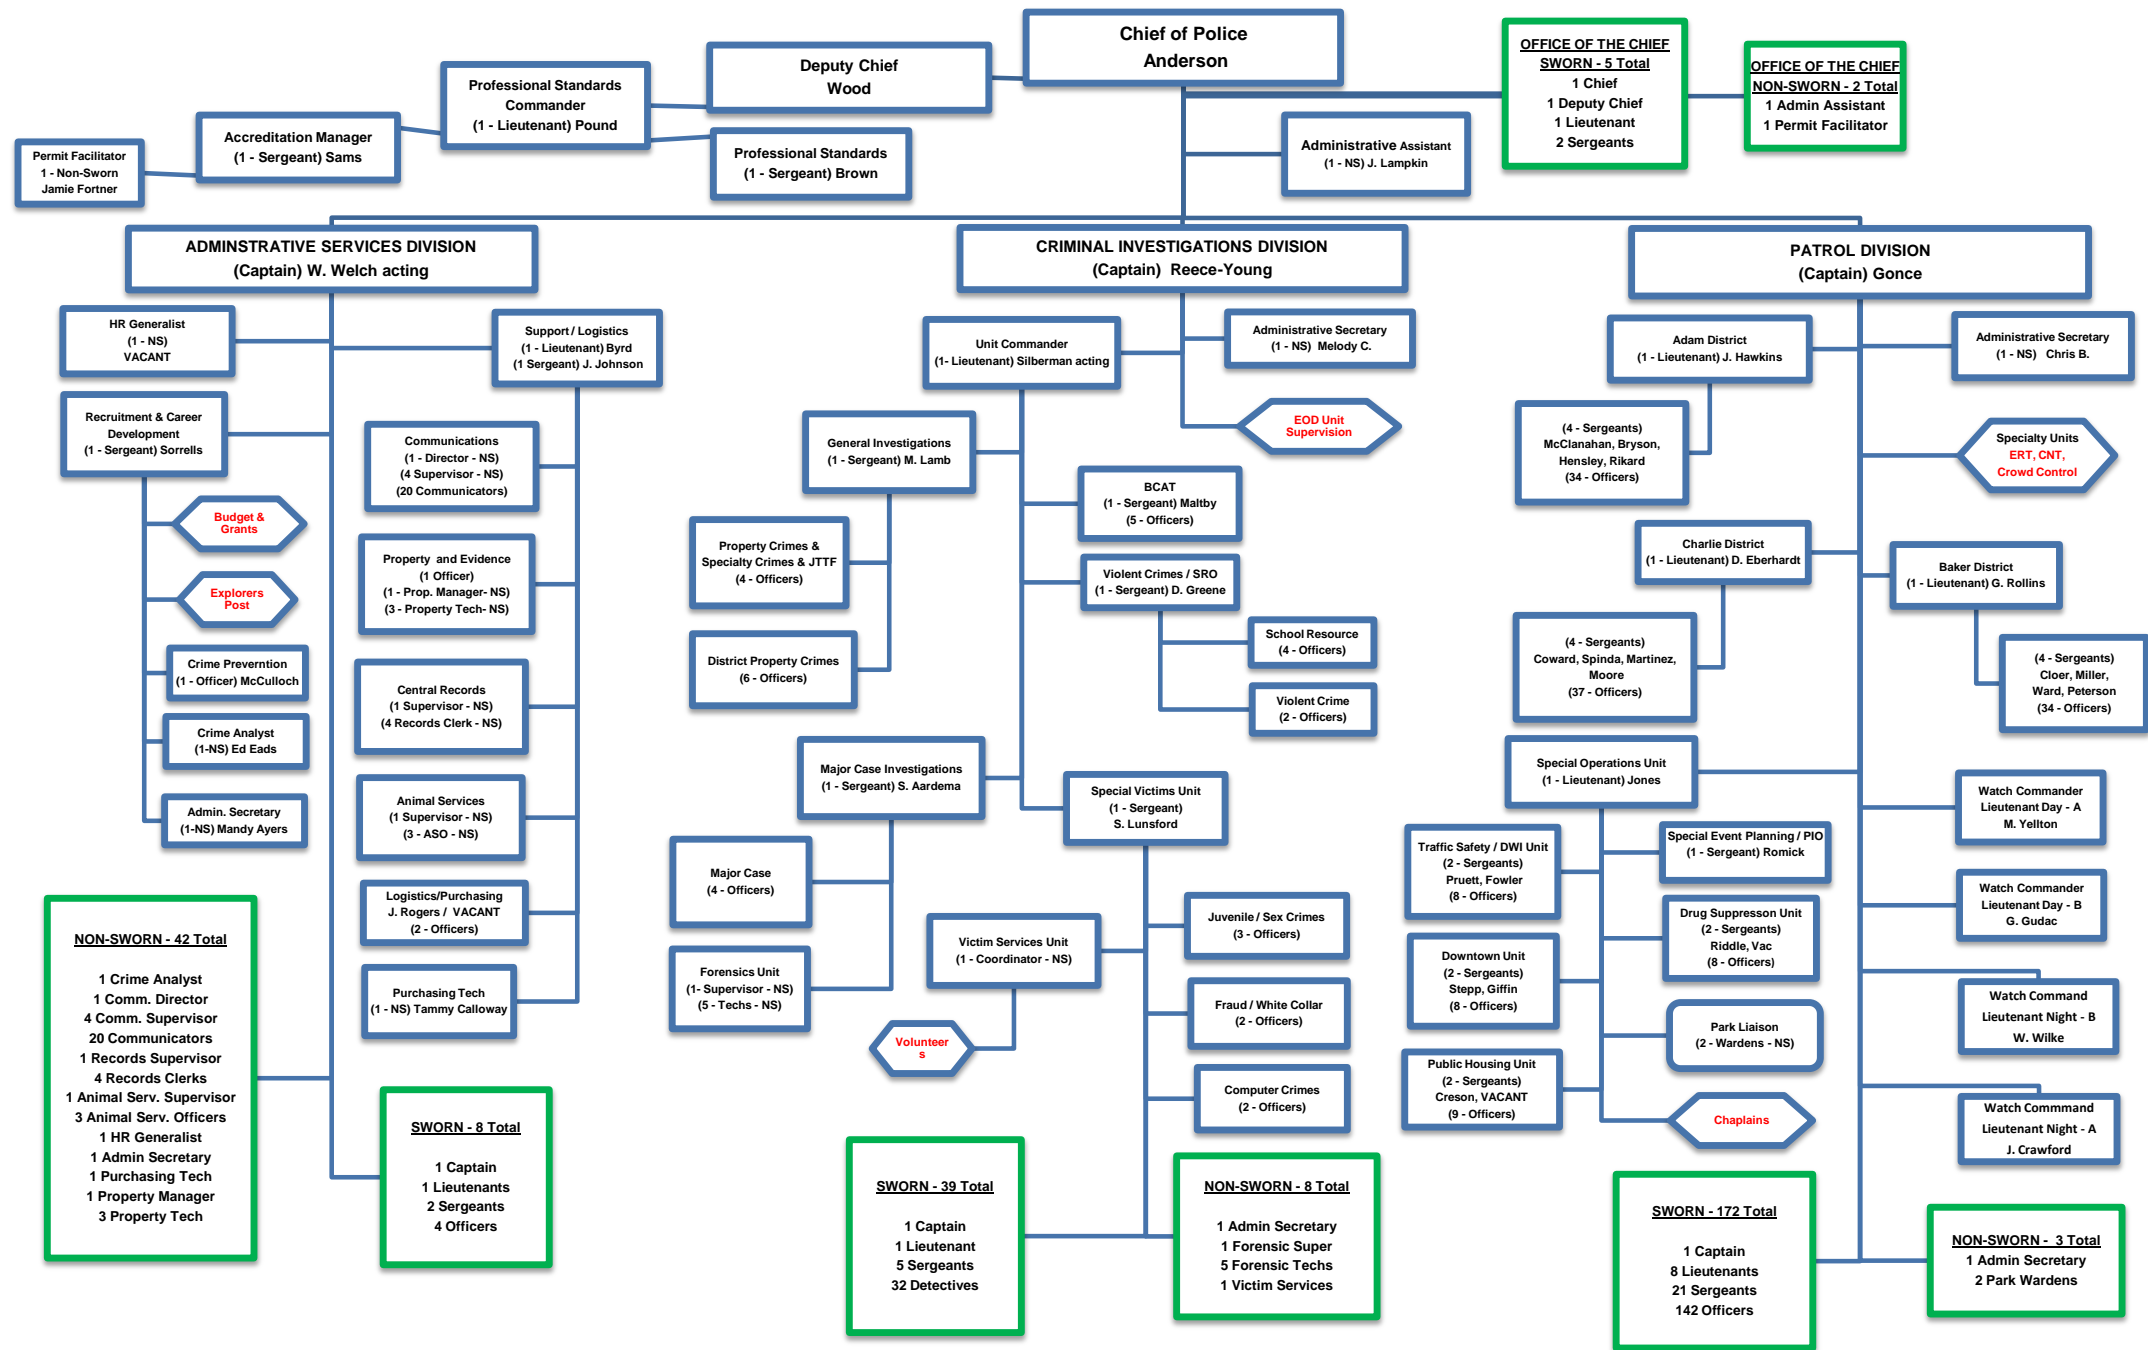 Chief of Police
Anderson
Deputy Chief
Wood
Professional Standards
Commander
(1 - Lieutenant) Pound
Accreditation Manager
(1 - Sergeant) Sams
Permit Facilitator
1 - Non-Sworn
Jamie Fortner
Professional Standards
(1 - Sergeant) Brown
Administrative Assistant
(1 - NS) J. Lampkin
OFFICE OF THE CHIEF
SWORN - 5 Total
1 Chief
1 Deputy Chief
1 Lieutenant
2 Sergeants
OFFICE OF THE CHIEF
NON-SWORN - 2 Total
1 Admin Assistant
1 Permit Facilitator
ADMINSTRATIVE SERVICES DIVISION
(Captain) W. Welch acting
HR Generalist
(1 - NS)
VACANT
Support / Logistics
(1 - Lieutenant) Byrd
(1 Sergeant) J. Johnson
Recruitment & Career
Development
(1 - Sergeant) Sorrells
Budget &
Grants
Explorers
Post
Crime Preverntion
(1 - Officer) McCulloch
Crime Analyst
(1-NS) Ed Eads
Admin. Secretary
(1-NS) Mandy Ayers
Communications
(1 - Director - NS)
(4 Supervisor - NS)
(20 Communicators)
Property and Evidence
(1 Officer)
(1 - Prop. Manager- NS)
(3 - Property Tech- NS)
Central Records
(1 Supervisor - NS)
(4 Records Clerk - NS)
Animal Services
(1 Supervisor - NS)
(3 - ASO - NS)
Logistics/Purchasing
J. Rogers / VACANT
(2 - Officers)
Purchasing Tech
(1 - NS) Tammy Calloway
NON-SWORN - 42 Total
1 Crime Analyst
1 Comm. Director
4 Comm. Supervisor
20 Communicators
1 Records Supervisor
4 Records Clerks
1 Animal Serv. Supervisor
3 Animal Serv. Officers
1 HR Generalist
1 Admin Secretary
1 Purchasing Tech
1 Property Manager
3 Property Tech
SWORN - 8 Total
1 Captain
1 Lieutenants
2 Sergeants
4 Officers
CRIMINAL INVESTIGATIONS DIVISION
(Captain) Reece-Young
Unit Commander
(1- Lieutenant) Silberman acting
Administrative Secretary
(1 - NS) Melody C.
EOD Unit
Supervision
General Investigations
(1 - Sergeant) M. Lamb
Property Crimes &
Specialty Crimes & JTTF
(4 - Officers)
District Property Crimes
(6 - Officers)
BCAT
(1 - Sergeant) Maltby
(5 - Officers)
Violent Crimes / SRO
(1 - Sergeant) D. Greene
School Resource
(4 - Officers)
Violent Crime
(2 - Officers)
Major Case Investigations
(1 - Sergeant) S. Aardema
Major Case
(4 - Officers)
Forensics Unit
(1- Supervisor - NS)
(5 - Techs - NS)
Special Victims Unit
(1 - Sergeant)
S. Lunsford
Victim Services Unit
(1 - Coordinator - NS)
Volunteer
s
Juvenile / Sex Crimes
(3 - Officers)
Fraud / White Collar
(2 - Officers)
Computer Crimes
(2 - Officers)
SWORN - 39 Total
1 Captain
1 Lieutenant
5 Sergeants
32 Detectives
NON-SWORN - 8 Total
1 Admin Secretary
1 Forensic Super
5 Forensic Techs
1 Victim Services
PATROL DIVISION
(Captain) Gonce
Adam District
(1 - Lieutenant) J. Hawkins
Administrative Secretary
(1 - NS) Chris B.
(4 - Sergeants)
McClanahan, Bryson,
Hensley, Rikard
(34 - Officers)
Specialty Units
ERT, CNT,
Crowd Control
Charlie District
(1 - Lieutenant) D. Eberhardt
Baker District
(1 - Lieutenant) G. Rollins
(4 - Sergeants)
Coward, Spinda, Martinez,
Moore
(37 - Officers)
(4 - Sergeants)
Cloer, Miller,
Ward, Peterson
(34 - Officers)
Special Operations Unit
(1 - Lieutenant) Jones
Traffic Safety / DWI Unit
(2 - Sergeants)
Pruett, Fowler
(8 - Officers)
Special Event Planning / PIO
(1 - Sergeant) Romick
Drug Suppresson Unit
(2 - Sergeants)
Riddle, Vac
(8 - Officers)
Downtown Unit
(2 - Sergeants)
Stepp, Giffin
(8 - Officers)
Park Liaison
(2 - Wardens - NS)
Public Housing Unit
(2 - Sergeants)
Creson, VACANT
(9 - Officers)
Chaplains
Watch Commander
Lieutenant Day - A
M. Yellton
Watch Commander
Lieutenant Day - B
G. Gudac
Watch Command
Lieutenant Night - B
W. Wilke
Watch Commmand
Lieutenant Night - A
J. Crawford
SWORN - 172 Total
1 Captain
8 Lieutenants
21 Sergeants
142 Officers
NON-SWORN - 3 Total
1 Admin Secretary
2 Park Wardens